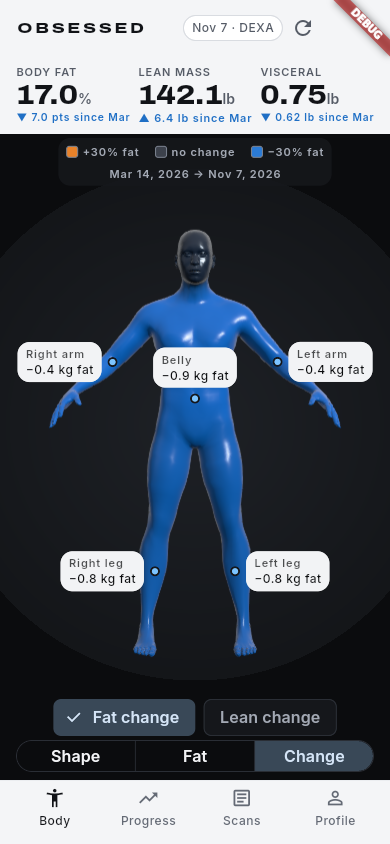 OBSESSED
Nov 7 · DEXA
DEBUG
BODY FAT
17.0%
▼ 7.0 pts since Mar
LEAN MASS
142.1lb
▲ 6.4 lb since Mar
VISCERAL
0.75lb
▼ 0.62 lb since Mar
+30% fat
no change
−30% fat
Mar 14, 2026 → Nov 7, 2026
Right arm
−0.4 kg fat
Belly
−0.9 kg fat
Left arm
−0.4 kg fat
Right leg
−0.8 kg fat
Left leg
−0.8 kg fat
Fat change
Lean change
Shape
Fat
Change
Body
Progress
Scans
Profile